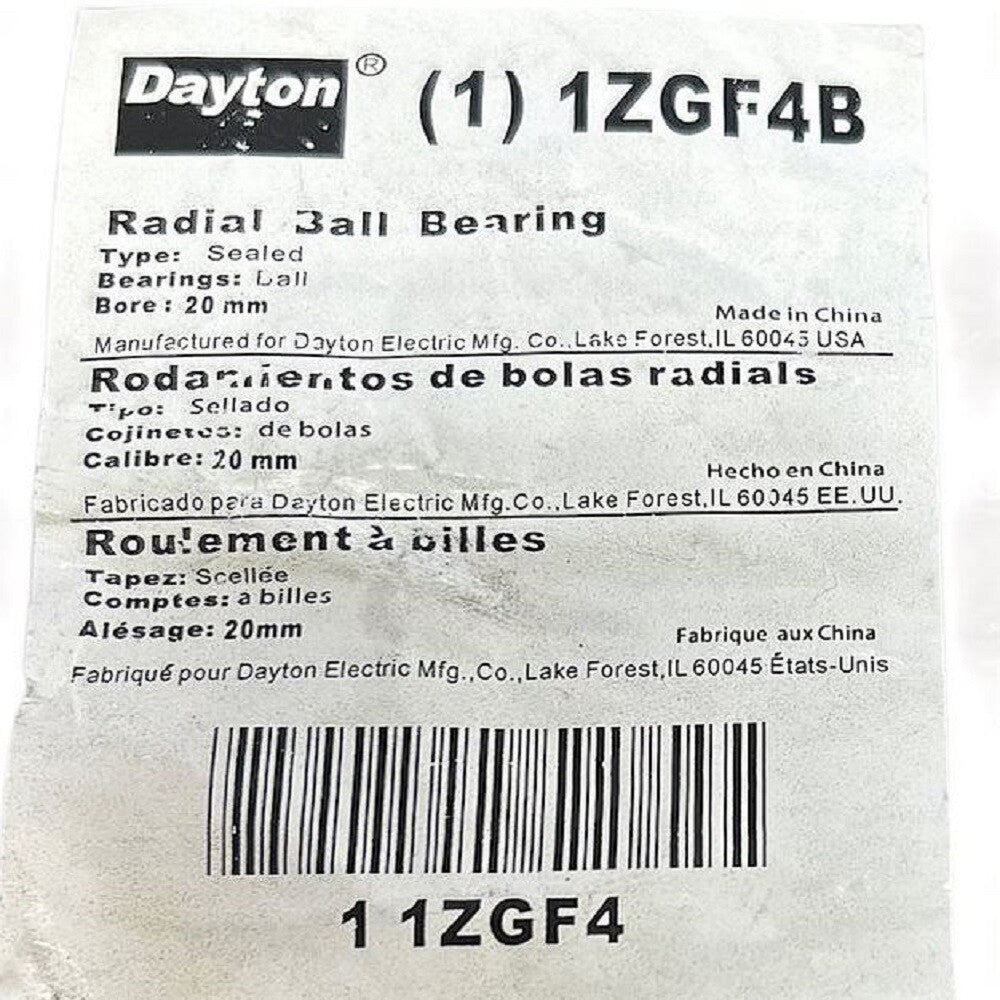 Dayton® (1) 1ZGF4B
Radial Ball Bearing
Type: Sealed
Bearings: ball
Bore: 20 mm
Made in China
Manufactured for Dayton Electric Mfg. Co., Lake Forest, IL 60045 USA
Rodamientos de bolas radials
Tipo: Sellado
Cojinetes: de bolas
Calibre: 20 mm
Hecho en China
Fabricado para Dayton Electric Mfg.Co., Lake Forest, IL 60045 EE.UU.
Roulement à billes
Tapez: Scellée
Comptes: a billes
Alésage: 20mm
Fabrique aux China
Fabriqué pour Dayton Electric Mfg.,Co., Lake Forest, IL 60045 États-Unis
1 1ZGF4